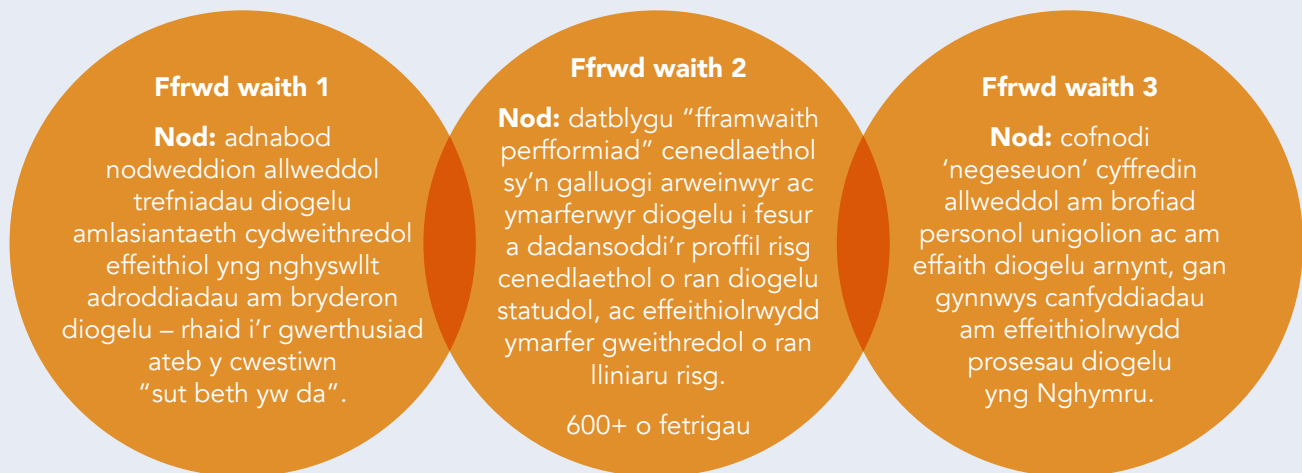 Ffrwd waith 1
Nod: adnabod
nodweddion allweddol
trefniadau diogelu
amlasiantaeth cydweithredol
effeithiol yng nghyswllt
adroddiadau am bryderon
diogelu – rhaid i'r gwerthusiad
ateb y cwestiwn
"sut beth yw da".
Ffrwd waith 2
Nod: datblygu "fframwaith
perfformiad" cenedlaethol
sy'n galluogi arweinwyr ac
ymarferwyr diogelu i fesur
a dadansoddi'r proffil risg
cenedlaethol o ran diogelu
statudol, ac effeithiolrwydd
ymarfer gweithredol o ran
lliniaru risg.
600+ o fetrigau
Ffrwd waith 3
Nod: cofnodi
'negeseuon' cyffredin
allweddol am brofiad
personol unigolion ac am
effaith diogelu arnynt, gan
gynnwys canfyddiadau
am effeithiolrwydd
prosesau diogelu
yng Nghymru.